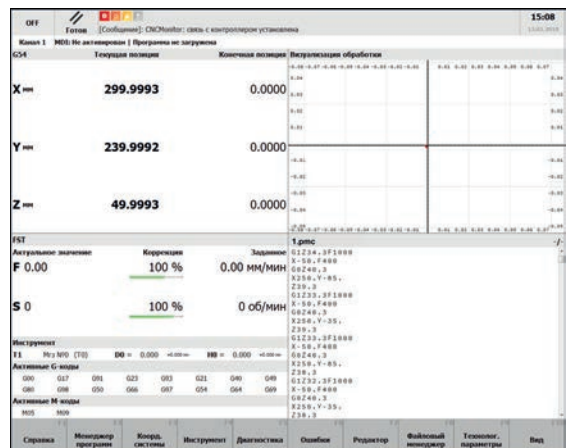 OFF
Готов
[Сообщение]: CNCMonitor: связь с контроллером установлена
15:08
Канал 1 MDI: Не активирован | Программа не загружена
G54 Текущая позиция Конечная позиция
X мм 299.9993 0.0000
Y мм 239.9992 0.0000
Z мм 49.9993 0.0000
Визуализация обработки
FST
Актуальное значение Коррекция Заданное
F 0.00 100 % 0.00 мм/мин
S 0 100 % 0 об/мин
Инструмент
T1 (T0) D0 = 0.000 H0 = 0.000
Активные G-коды
G00 G17 G91 G23 G93 G21 G40 G49
G80 G98 G50 G66 G97 G54 G64 G69
Активные M-коды
M05 M09
1.pmc -/-
G1Z34.3F1000
X-50.F400
G0Z40.3
X250.Y-85.
Z39.3
G1Z33.3F1000
X-50.F400
G0Z40.3
X250.Y-35.
Z39.3
G1Z33.3F1000
X-50.F400
G0Z40.3
Z38.3
G1Z32.3F1000
X-50.F400
G0Z40.3
X250.Y-35.
Z38.3
Справка
Менеджер программ
Коорд. системы
Инструмент
Диагностика
Ошибки
Редактор
Файловый менеджер
Технолог. параметры
Вид